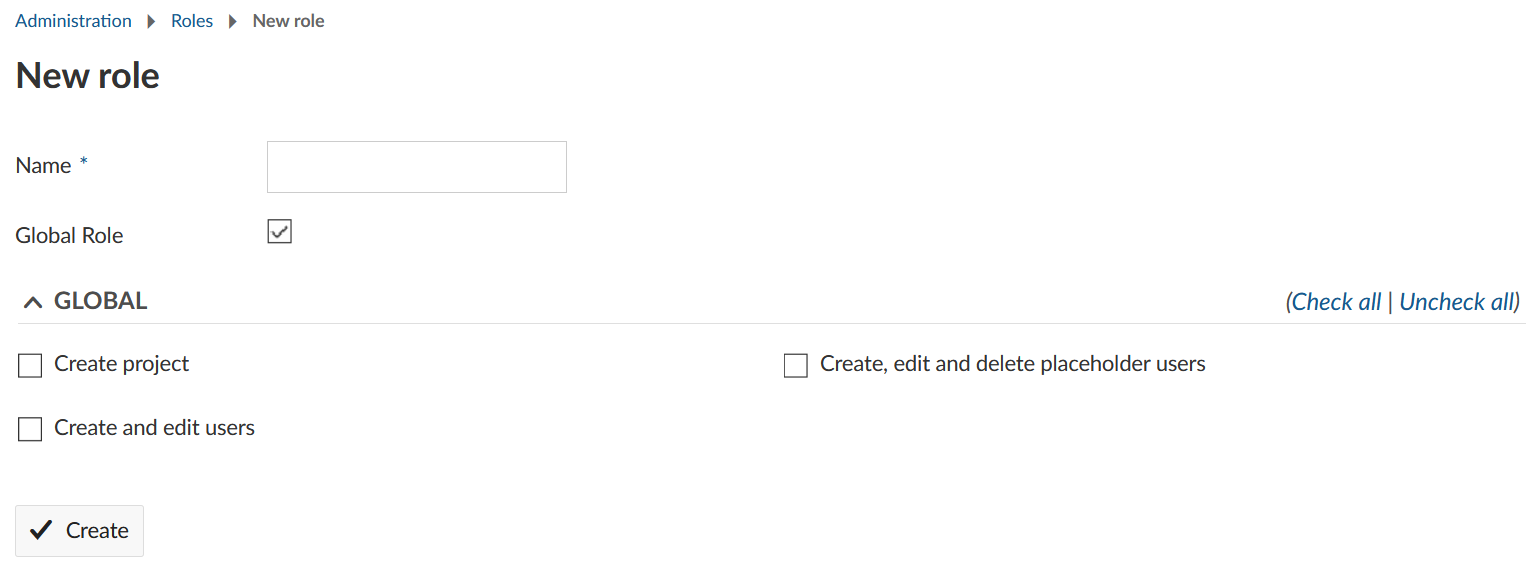 Administration Roles New role
New role
Name *
Global Role
GLOBAL (Check all | Uncheck all)
Create project Create, edit and delete placeholder users
Create and edit users
Create